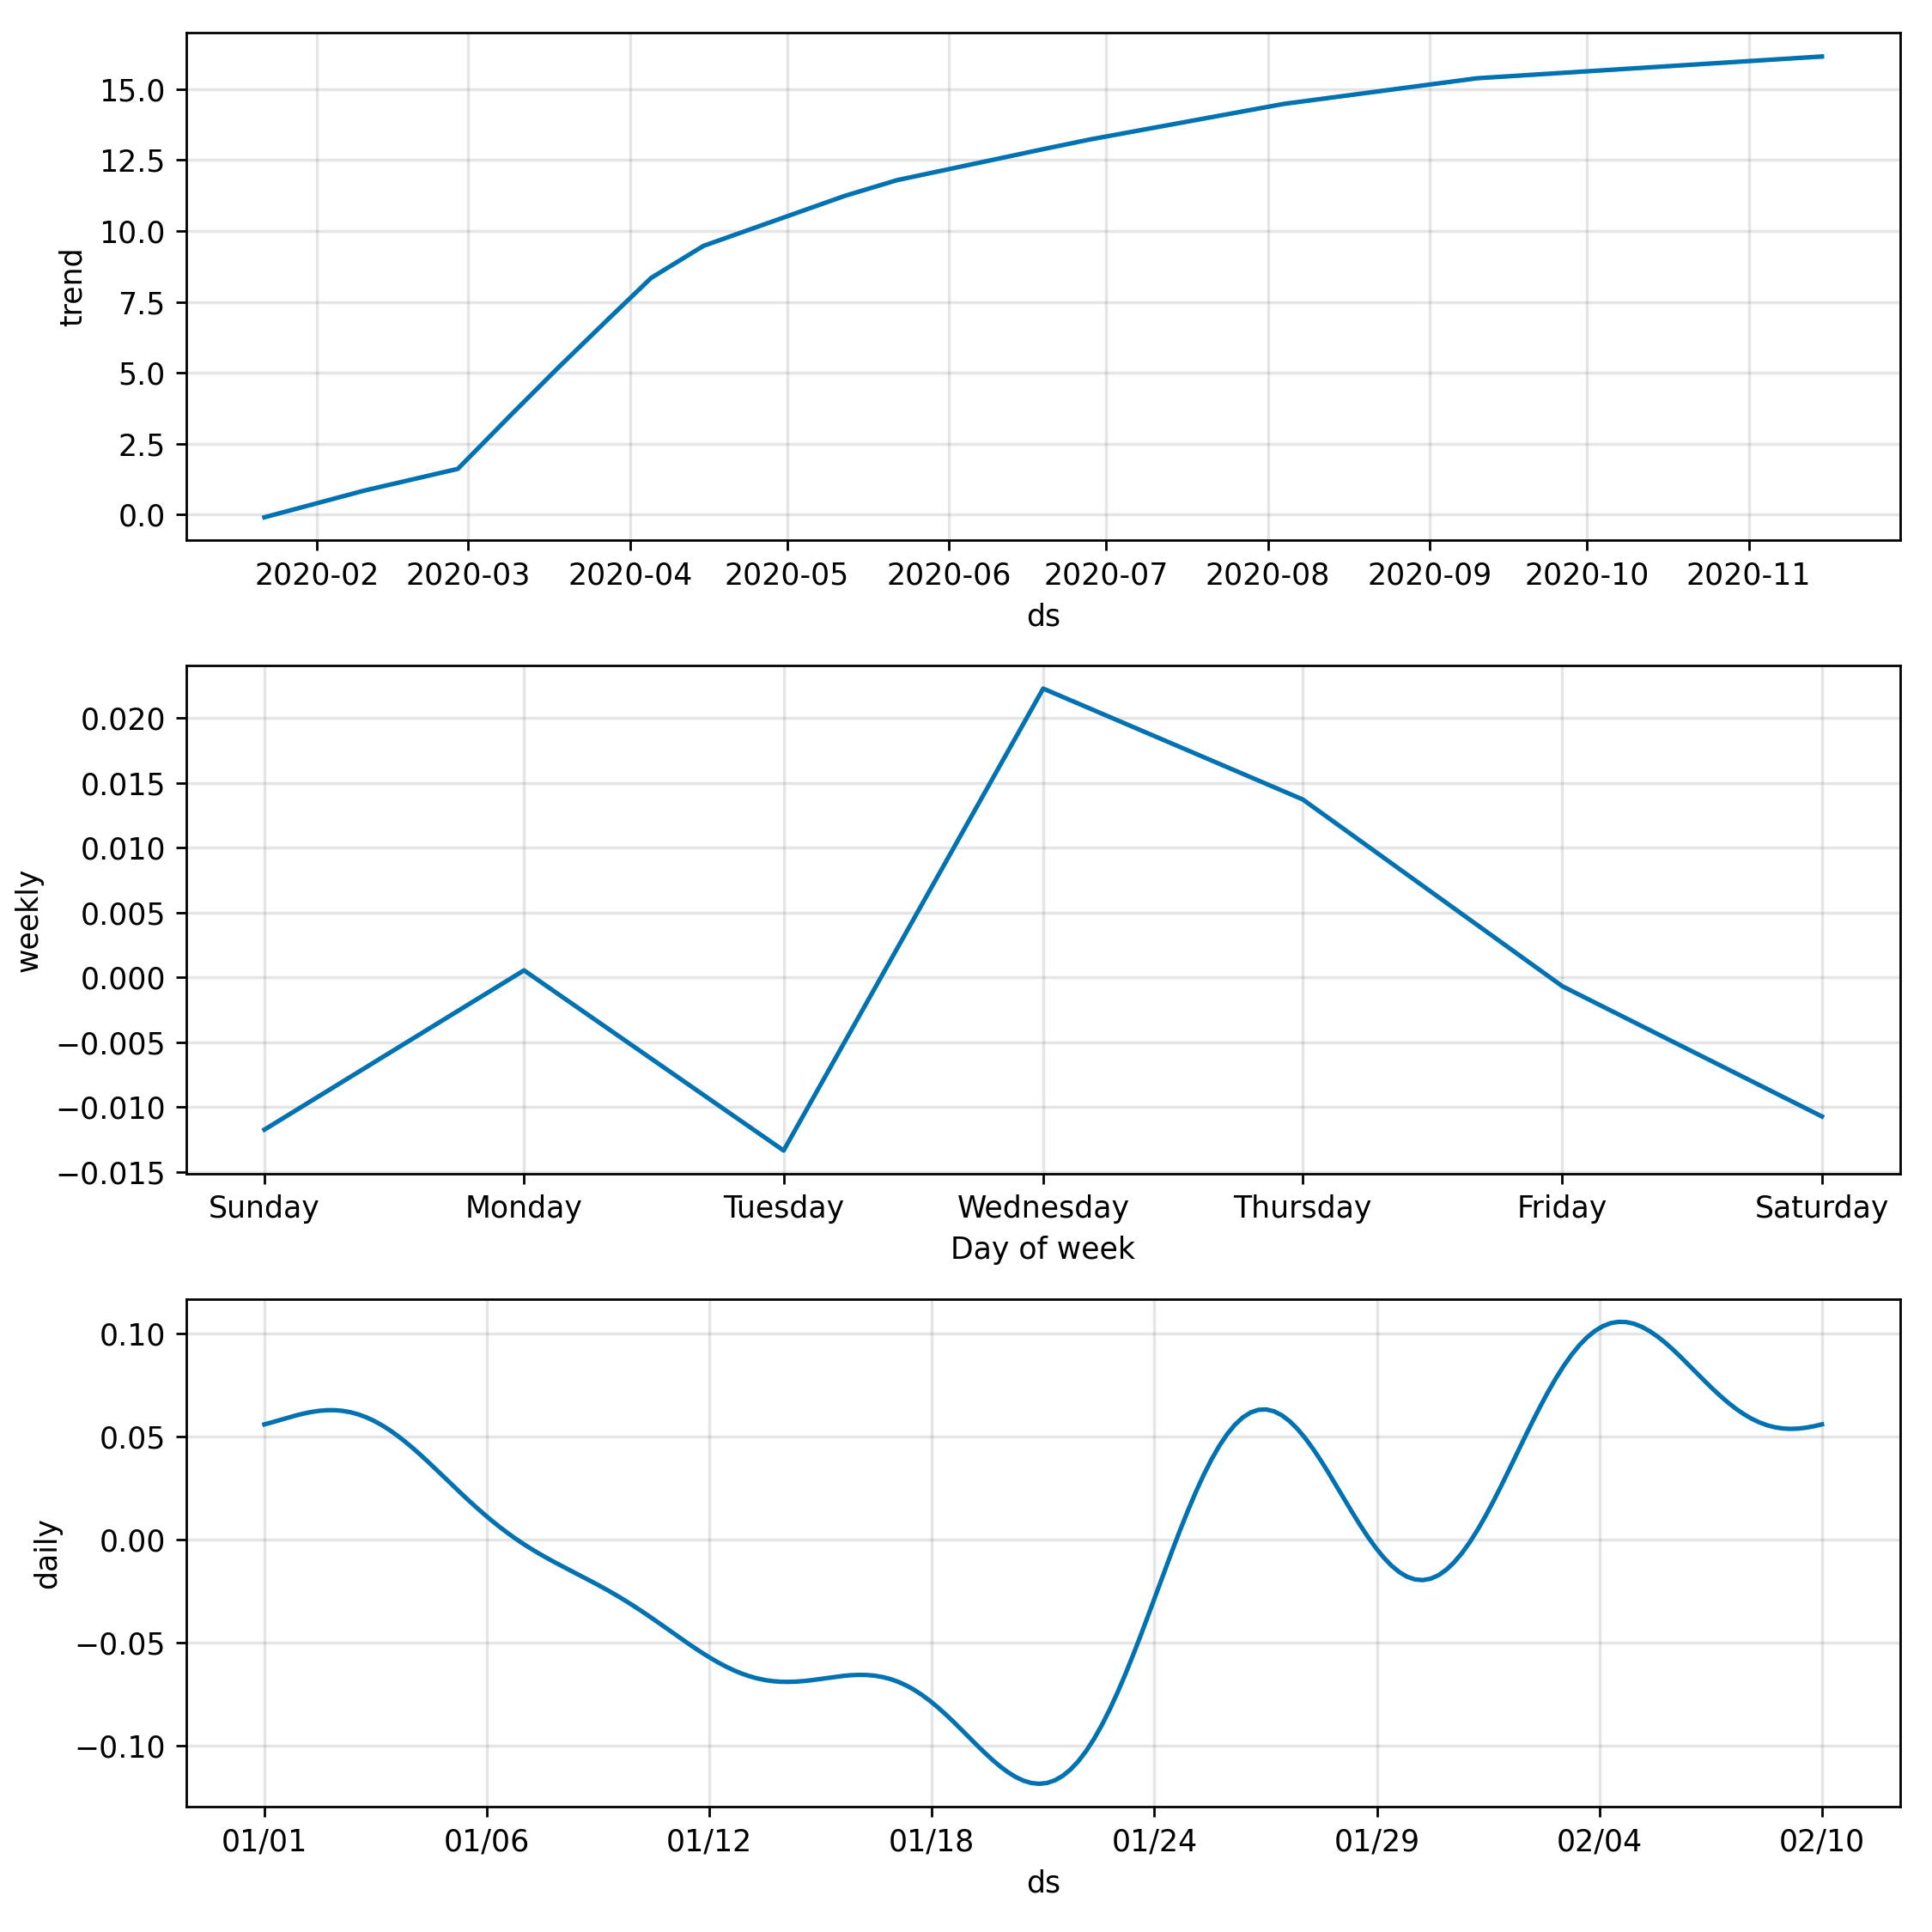 trend
15.0
12.5
10.0
7.5
5.0
2.5
0.0
2020-02 2020-03 2020-04 2020-05 2020-06 2020-07 2020-08 2020-09 2020-10 2020-11
ds
weekly
0.020
0.015
0.010
0.005
0.000
−0.005
−0.010
−0.015
Sunday Monday Tuesday Wednesday Thursday Friday Saturday
Day of week
daily
0.10
0.05
0.00
−0.05
−0.10
01/01 01/06 01/12 01/18 01/24 01/29 02/04 02/10
ds